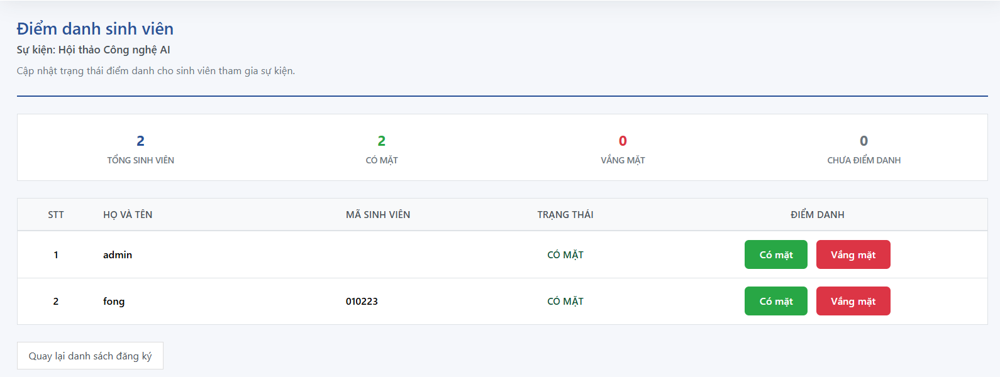 Điểm danh sinh viên
Sự kiện: Hội thảo Công nghệ AI
Cập nhật trạng thái điểm danh cho sinh viên tham gia sự kiện.
2 2 0 0
TỔNG SINH VIÊN CÓ MẶT VẮNG MẶT CHƯA ĐIỂM DANH
STT HỌ VÀ TÊN MÃ SINH VIÊN TRẠNG THÁI ĐIỂM DANH
1 admin CÓ MẶT Có mặt Vắng mặt
2 fong 010223 CÓ MẶT Có mặt Vắng mặt
Quay lại danh sách đăng ký